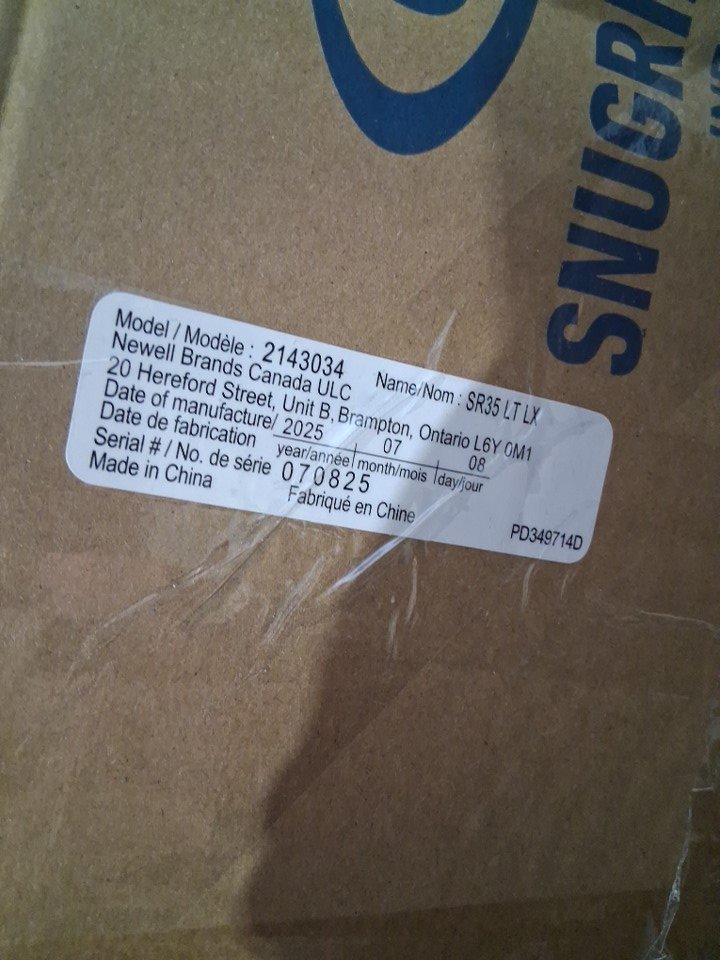 SNUGRI
Model / Modèle : 2143034 Name/Nom : SR35 LT LX
Newell Brands Canada ULC
20 Hereford Street, Unit B, Brampton, Ontario L6Y 0M1
Date of manufacture/ 2025 07 08
Date de fabrication year/année month/mois day/jour
Serial # / No. de série 070825
Made in China Fabriqué en Chine
PD349714D